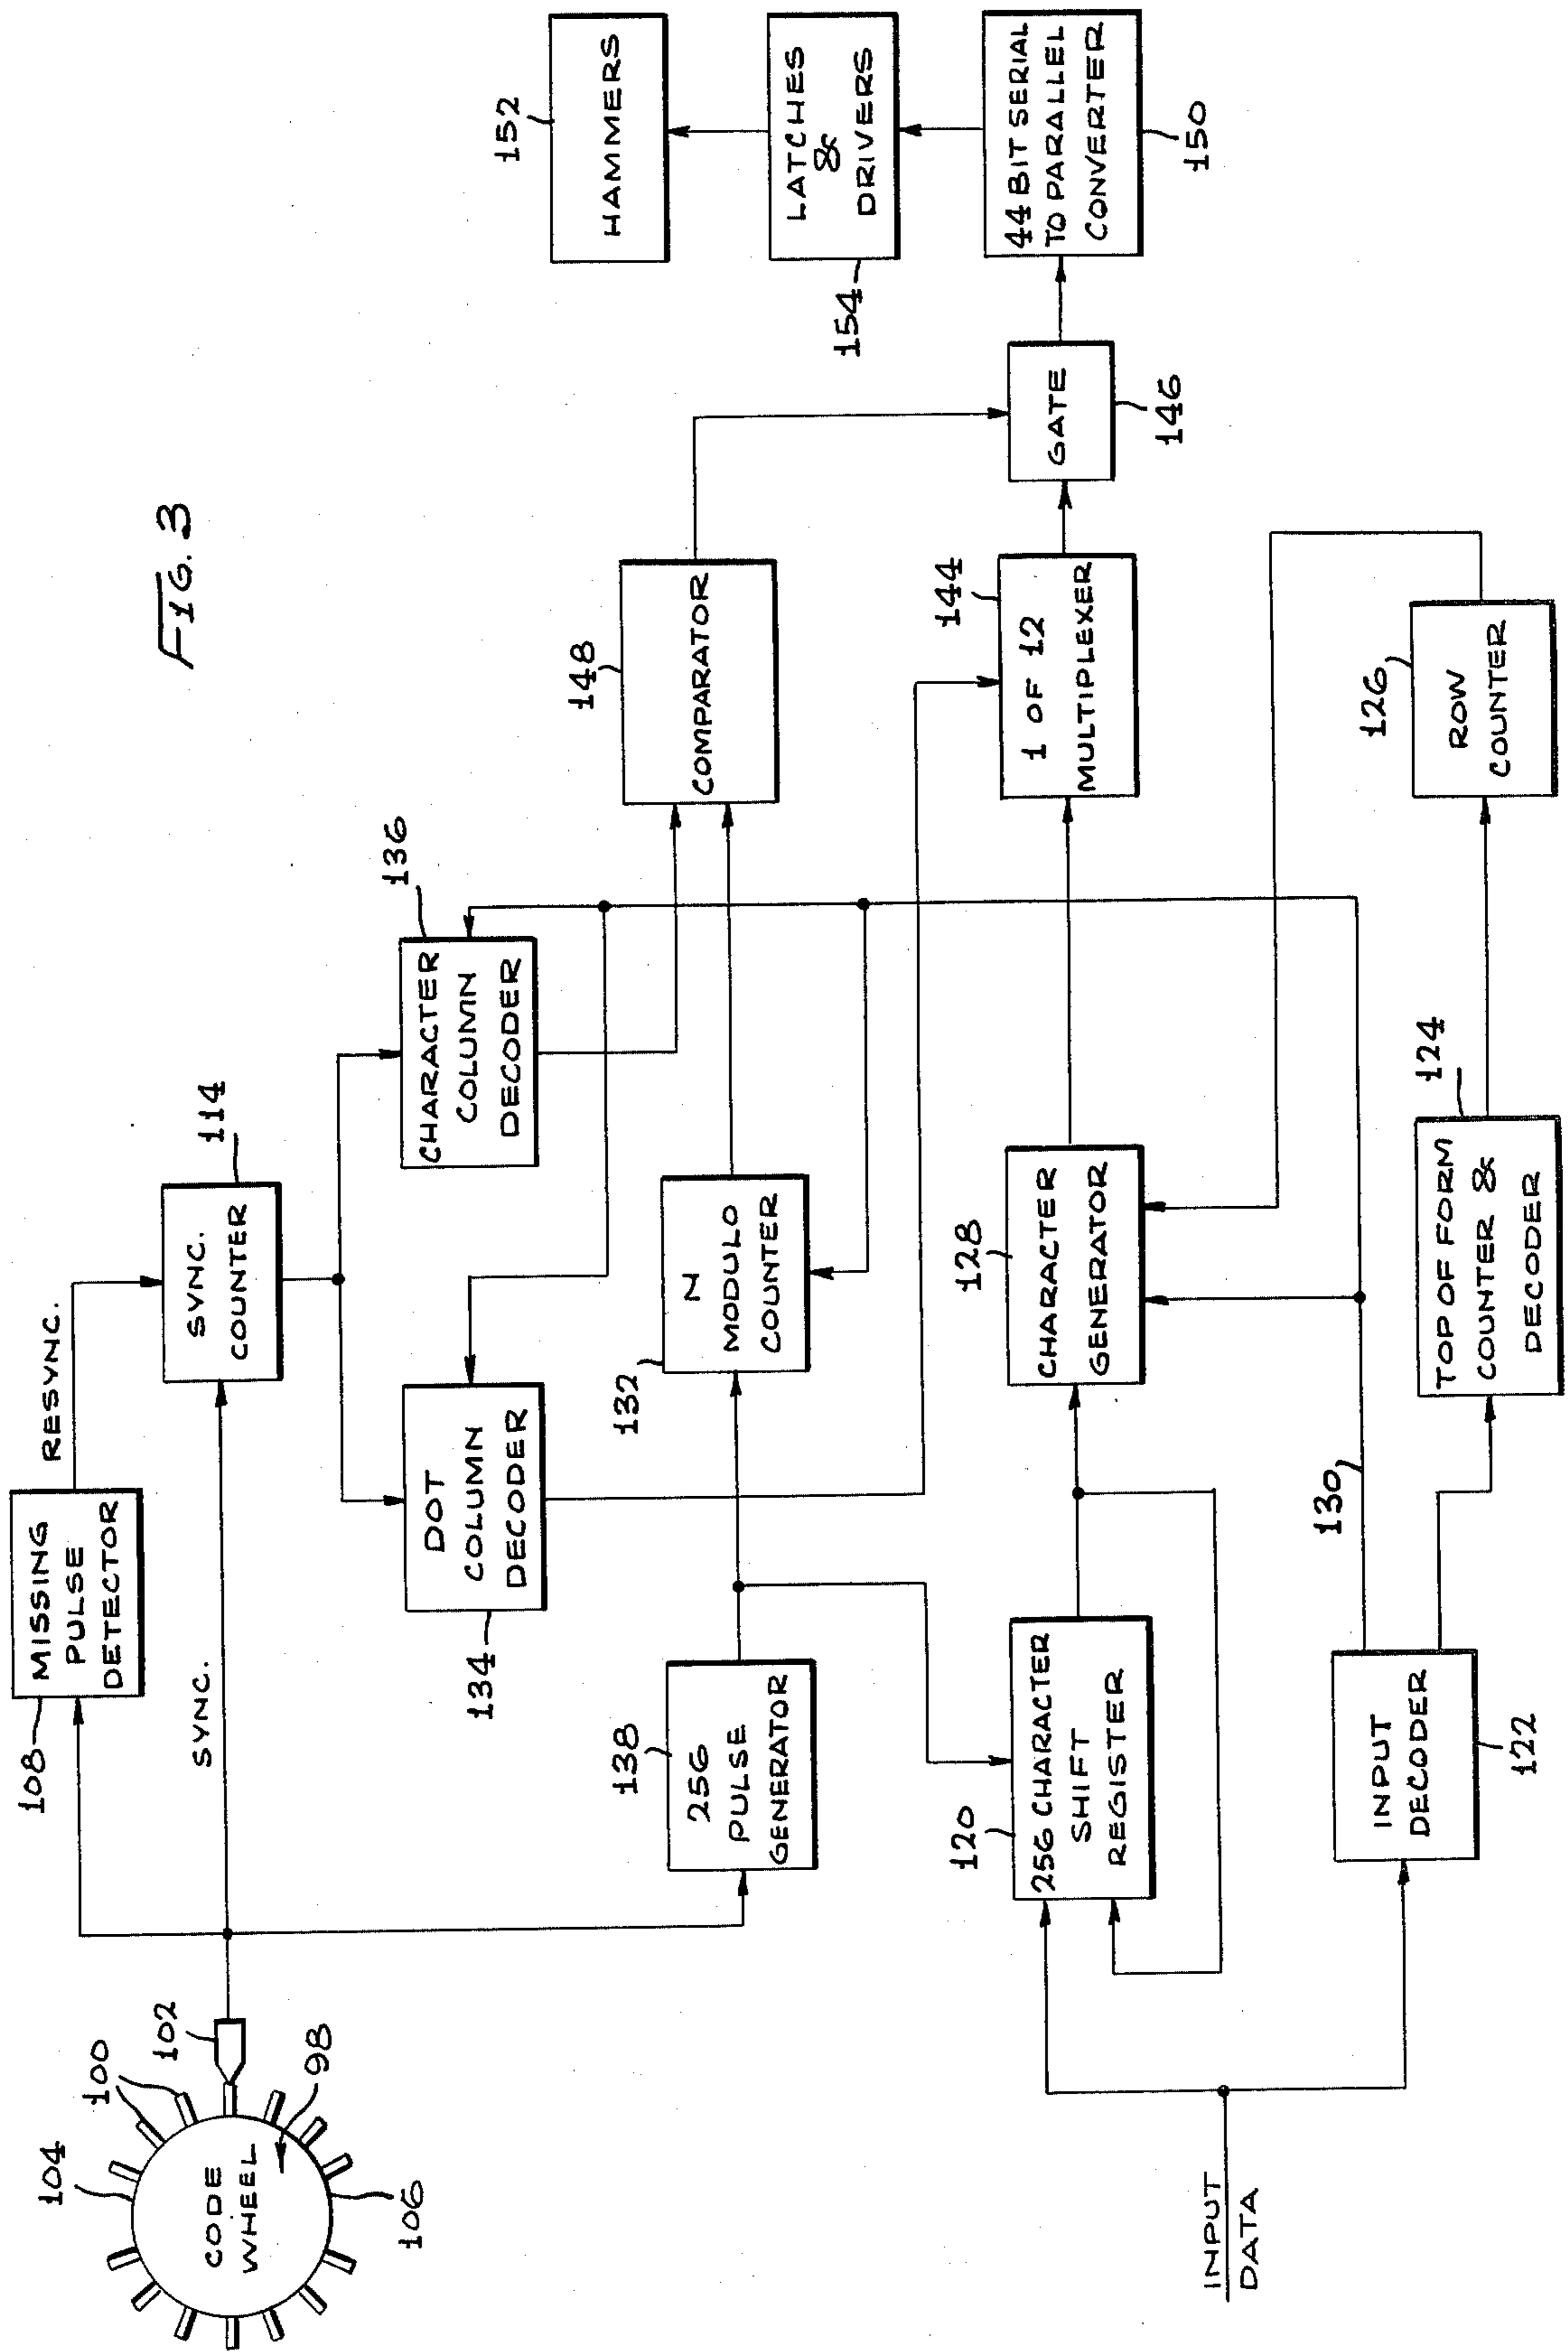 FIG. 3
CODE
WHEEL
98
100
102
104
106
108
MISSING
PULSE
DETECTOR
RESYNC.
SYNC.
114
SYNC.
COUNTER
134
DOT
COLUMN
DECODER
136
CHARACTER
COLUMN
DECODER
138
256
PULSE
GENERATOR
132
N
MODULO
COUNTER
148
COMPARATOR
120
256 CHARACTER
SHIFT
REGISTER
128
CHARACTER
GENERATOR
144
1 OF 12
MULTIPLEXER
GATE
146
44 BIT SERIAL
TO PARALLEL
CONVERTER
150
154
LATCHES
&
DRIVERS
152
HAMMERS
INPUT
DATA
INPUT
DECODER
122
130
124
TOP OF FORM
COUNTER &
DECODER
126
ROW
COUNTER